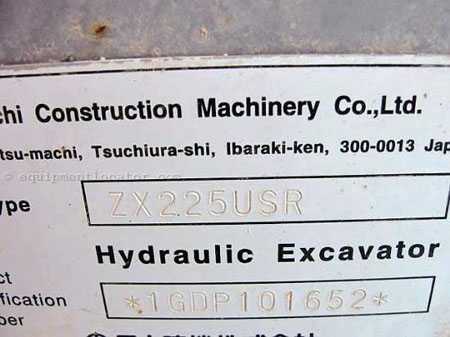 chi Construction Machinery Co.,Ltd.
tsu-machi, Tsuchiura-shi, Ibaraki-ken, 300-0013 Jap
© equipmentlocator.com
ype
ZX225USR
Hydraulic Excavator
ct
ification
ber
*1GDP101652*